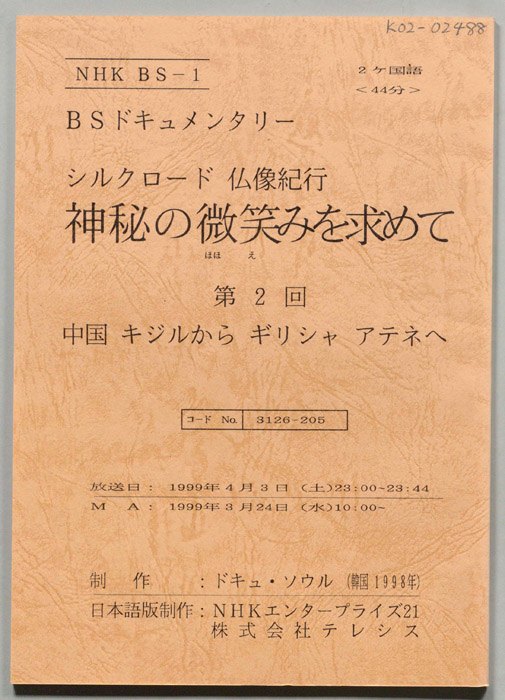 K02-02488
NHK BS-1
2ヶ国語
<44分>
BSドキュメンタリー
シルクロード 仏像紀行
神秘の微笑みを求めて
ほほ え
第 2 回
中国 キジルから ギリシャ アテネへ
コード No. 3126-205
放送日: 1999年4月3日 (土)23:00~23:44
M A: 1999年3月24日 (水)10:00~
制 作 :ドキュ・ソウル (韓国1998年)
日本語版制作:NHKエンタープライズ21
株式会社テレシス